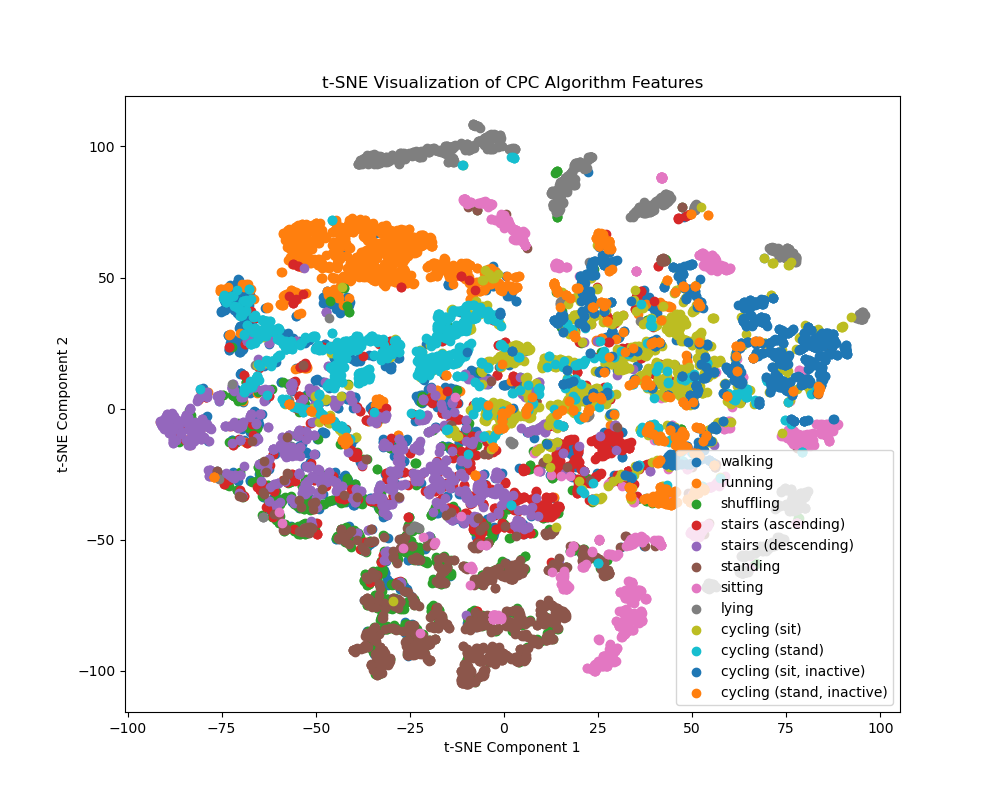 t-SNE Visualization of CPC Algorithm Features
100
50
0
−50
−100
t-SNE Component 2
walking
running
shuffling
stairs (ascending)
stairs (descending)
standing
sitting
lying
cycling (sit)
cycling (stand)
cycling (sit, inactive)
cycling (stand, inactive)
−100 −75 −50 −25 0 25 50 75 100
t-SNE Component 1